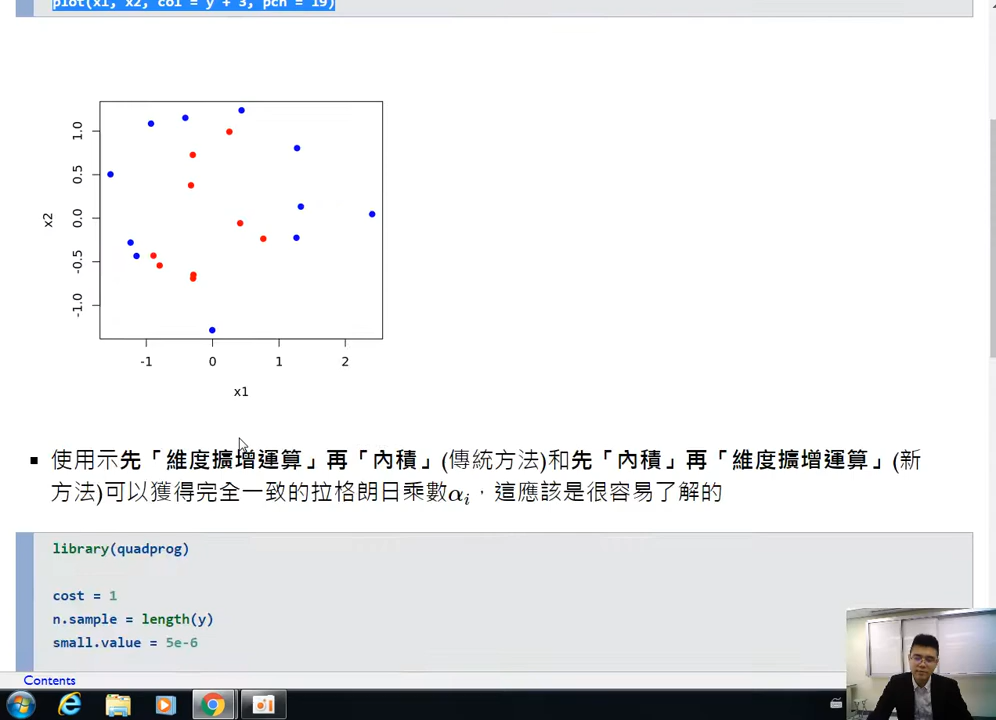 plot(x1, x2, col = y + 3, pch = 19)
1.0
0.5
0.0
-0.5
-1.0
x2
-1 0 1 2
x1
使用示先「維度擴增運算」再「內積」(傳統方法)和先「內積」再「維度擴增運算」(新
方法)可以獲得完全一致的拉格朗日乘數αi，這應該是很容易了解的
library(quadprog)
cost = 1
n.sample = length(y)
small.value = 5e-6
Contents